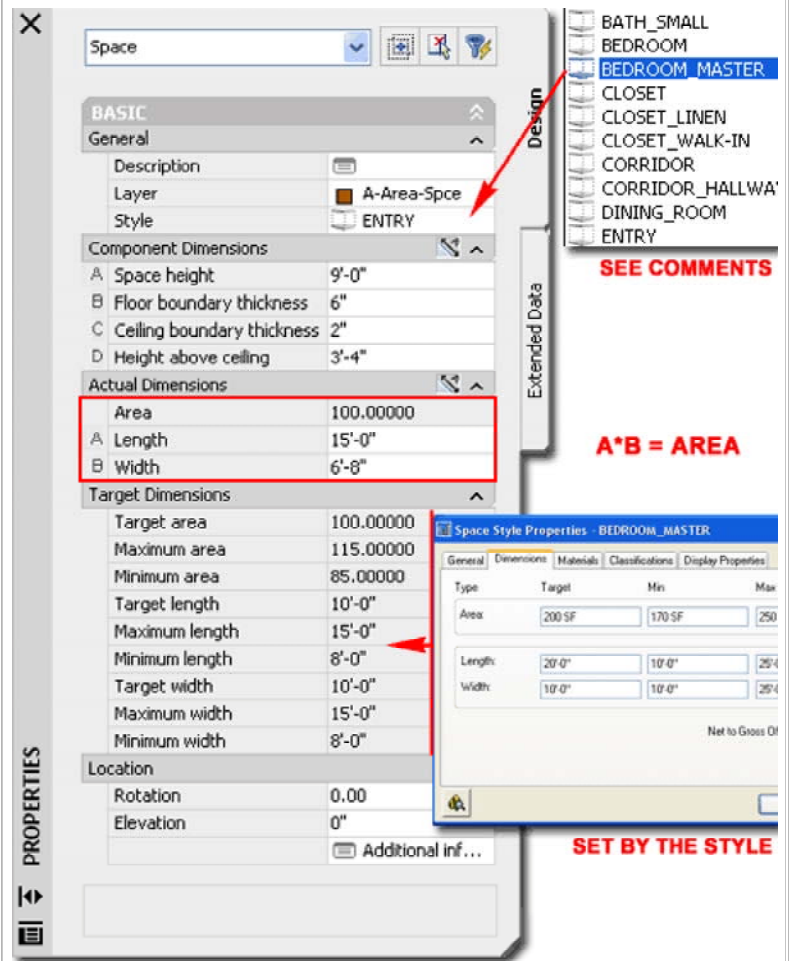 Space
BASIC
General
Description
Layer A-Area-Spce
Style ENTRY
Component Dimensions
A Space height 9'-0"
B Floor boundary thickness 6"
C Ceiling boundary thickness 2"
D Height above ceiling 3'-4"
Actual Dimensions
Area 100.00000
A Length 15'-0"
B Width 6'-8"
Target Dimensions
Target area 100.00000
Maximum area 115.00000
Minimum area 85.00000
Target length 10'-0"
Maximum length 15'-0"
Minimum length 8'-0"
Target width 10'-0"
Maximum width 15'-0"
Minimum width 8'-0"
Location
Rotation 0.00
Elevation 0"
Additional inf...
PROPERTIES
Design
Extended Data
BATH_SMALL
BEDROOM
BEDROOM_MASTER
CLOSET
CLOSET_LINEN
CLOSET_WALK-IN
CORRIDOR
CORRIDOR_HALLWA
DINING_ROOM
ENTRY
SEE COMMENTS
A*B = AREA
Space Style Properties - BEDROOM_MASTER
General Dimensions Materials Classifications Display Properties
Type Target Min Max
Area: 200 SF 170 SF 250
Length: 20'-0" 10'-0" 25'-0
Width: 10'-0" 10'-0" 25'-0
Net to Gross Of
SET BY THE STYLE